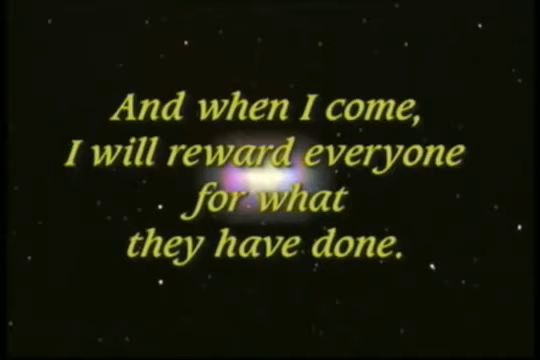 And when I come,
I will reward everyone
for what
they have done.